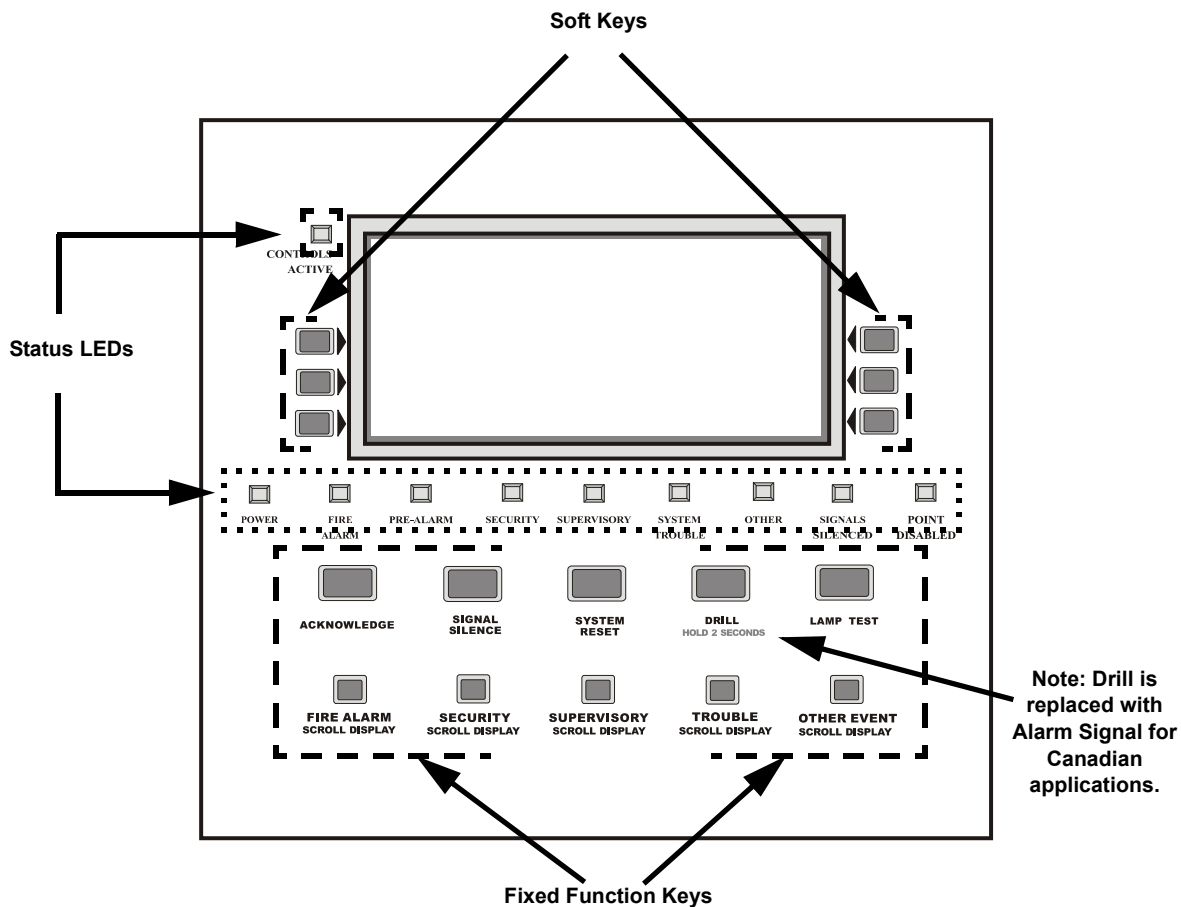 Soft Keys
CONTROLS
ACTIVE
Status LEDs
POWER
FIRE
ALARM
PRE-ALARM
SECURITY
SUPERVISORY
SYSTEM
TROUBLE
OTHER
SIGNALS
SILENCED
POINT
DISABLED
ACKNOWLEDGE
SIGNAL
SILENCE
SYSTEM
RESET
DRILL
HOLD 2 SECONDS
LAMP TEST
FIRE ALARM
SCROLL DISPLAY
SECURITY
SCROLL DISPLAY
SUPERVISORY
SCROLL DISPLAY
TROUBLE
SCROLL DISPLAY
OTHER EVENT
SCROLL DISPLAY
Note: Drill is
replaced with
Alarm Signal for
Canadian
applications.
Fixed Function Keys